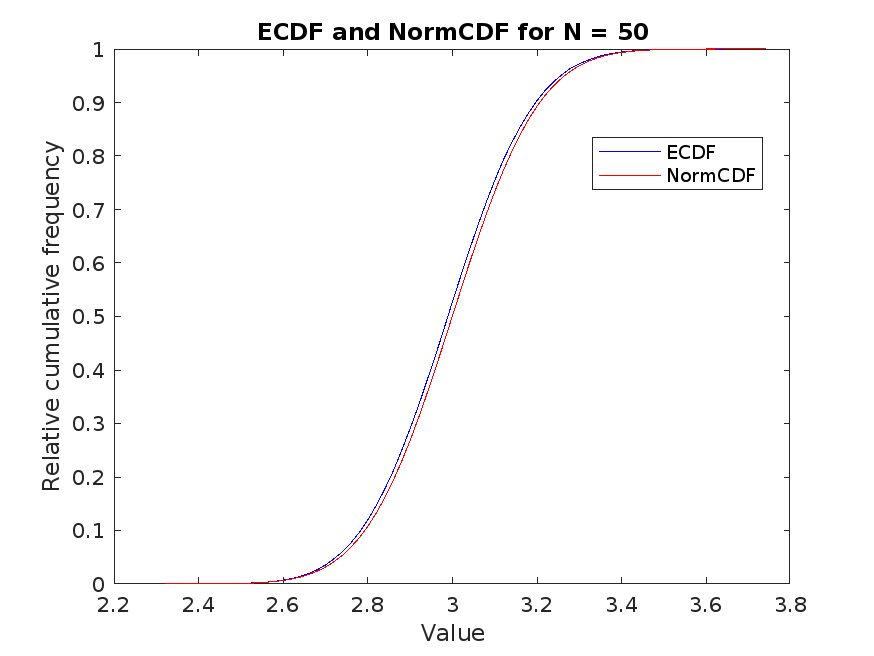 ECDF and NormCDF for N = 50
1
0.9
0.8
0.7
0.6
0.5
0.4
0.3
0.2
0.1
0
Relative cumulative frequency
ECDF
NormCDF
2.2 2.4 2.6 2.8 3 3.2 3.4 3.6 3.8
Value